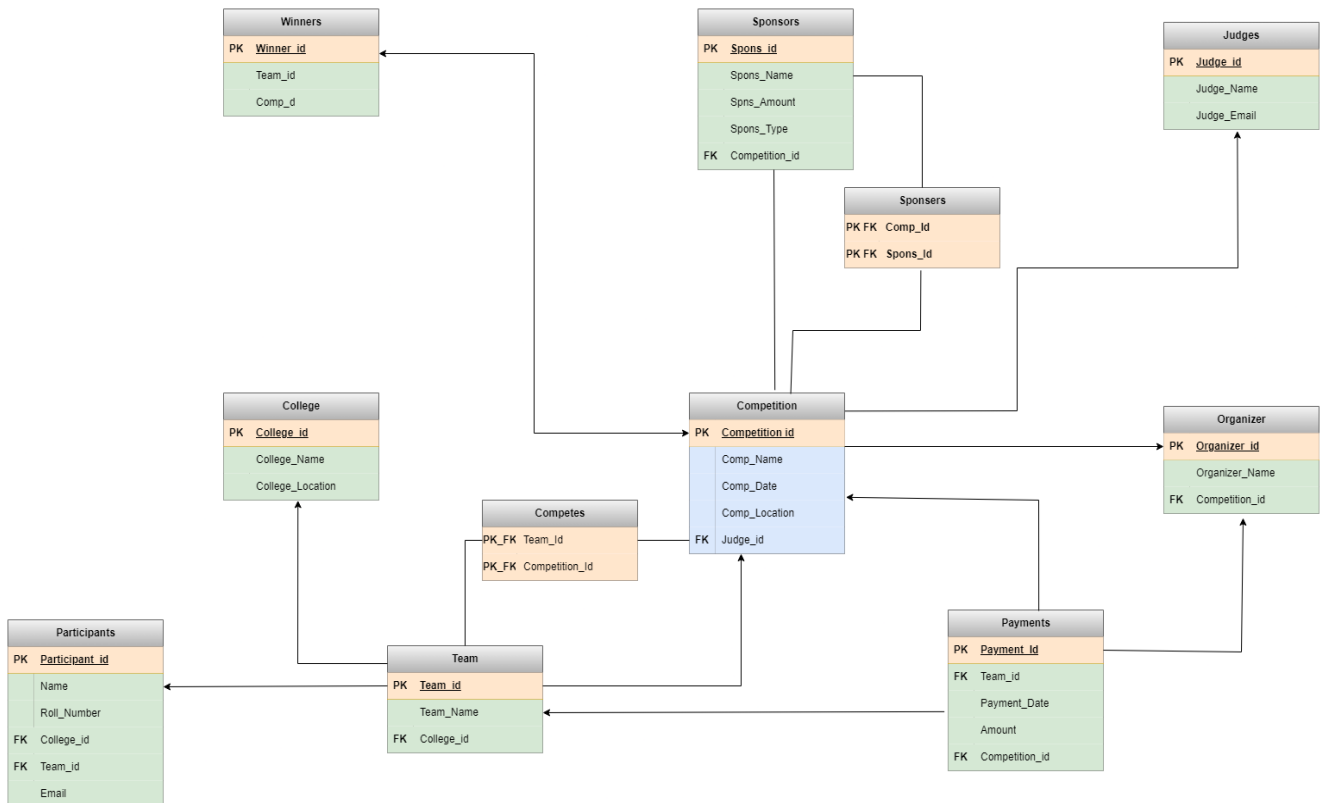 Winners
PK Winner_id
Team_id
Comp_d
Sponsors
PK Spons_id
Spons_Name
Spns_Amount
Spons_Type
FK Competition_id
Judges
PK Judge_id
Judge_Name
Judge_Email
Sponsers
PK FK Comp_Id
PK FK Spons_Id
College
PK College_id
College_Name
College_Location
Competition
PK Competition id
Comp_Name
Comp_Date
Comp_Location
FK Judge_id
Organizer
PK Organizer_id
Organizer_Name
FK Competition_id
Competes
PK_FK Team_Id
PK_FK Competition_Id
Participants
PK Participant_id
Name
Roll_Number
FK College_id
FK Team_id
Email
Team
PK Team_id
Team_Name
FK College_id
Payments
PK Payment_Id
FK Team_id
Payment_Date
Amount
FK Competition_id